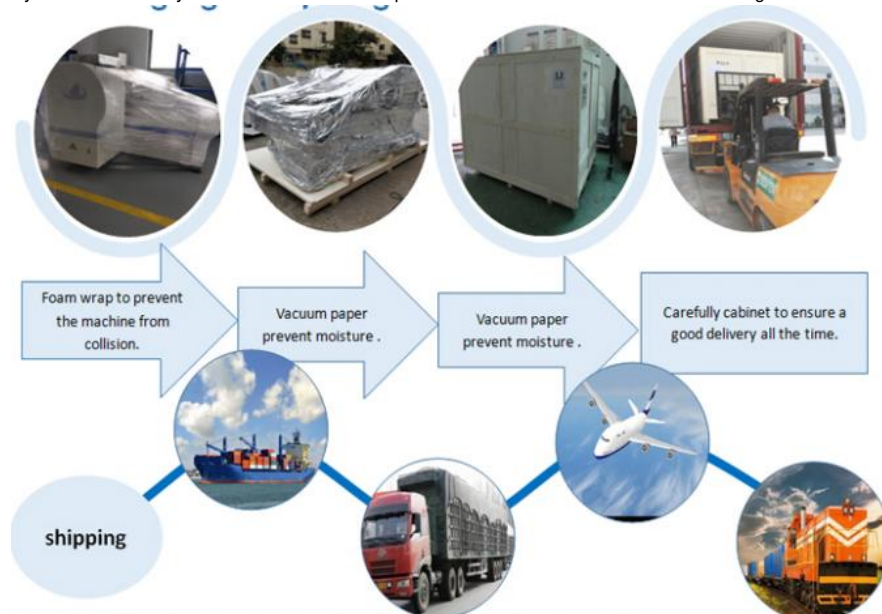 Foam wrap to prevent
the machine from
collision.
Vacuum paper
prevent moisture .
Vacuum paper
prevent moisture .
Carefully cabinet to ensure a
good delivery all the time.
shipping